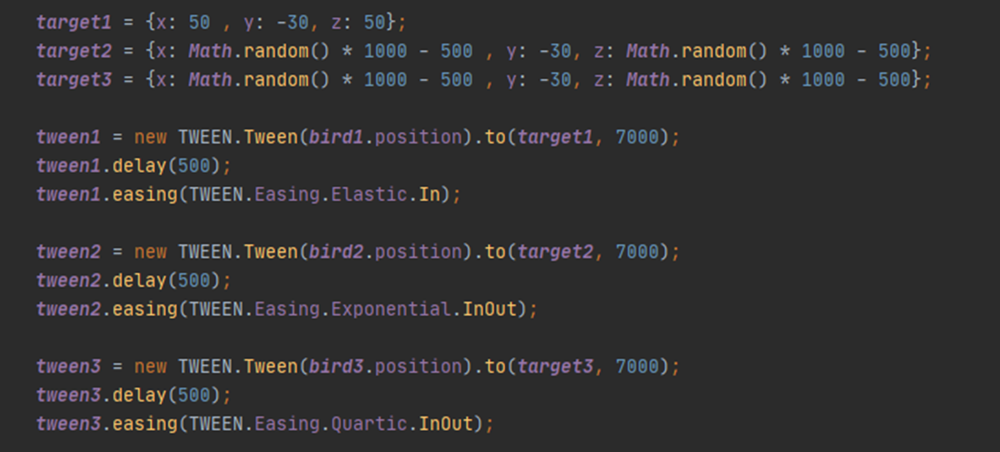 target1 = {x: 50 , y: -30, z: 50};
target2 = {x: Math.random() * 1000 - 500 , y: -30, z: Math.random() * 1000 - 500};
target3 = {x: Math.random() * 1000 - 500 , y: -30, z: Math.random() * 1000 - 500};
tween1 = new TWEEN.Tween(bird1.position).to(target1, 7000);
tween1.delay(500);
tween1.easing(TWEEN.Easing.Elastic.In);
tween2 = new TWEEN.Tween(bird2.position).to(target2, 7000);
tween2.delay(500);
tween2.easing(TWEEN.Easing.Exponential.InOut);
tween3 = new TWEEN.Tween(bird3.position).to(target3, 7000);
tween3.delay(500);
tween3.easing(TWEEN.Easing.Quartic.InOut);